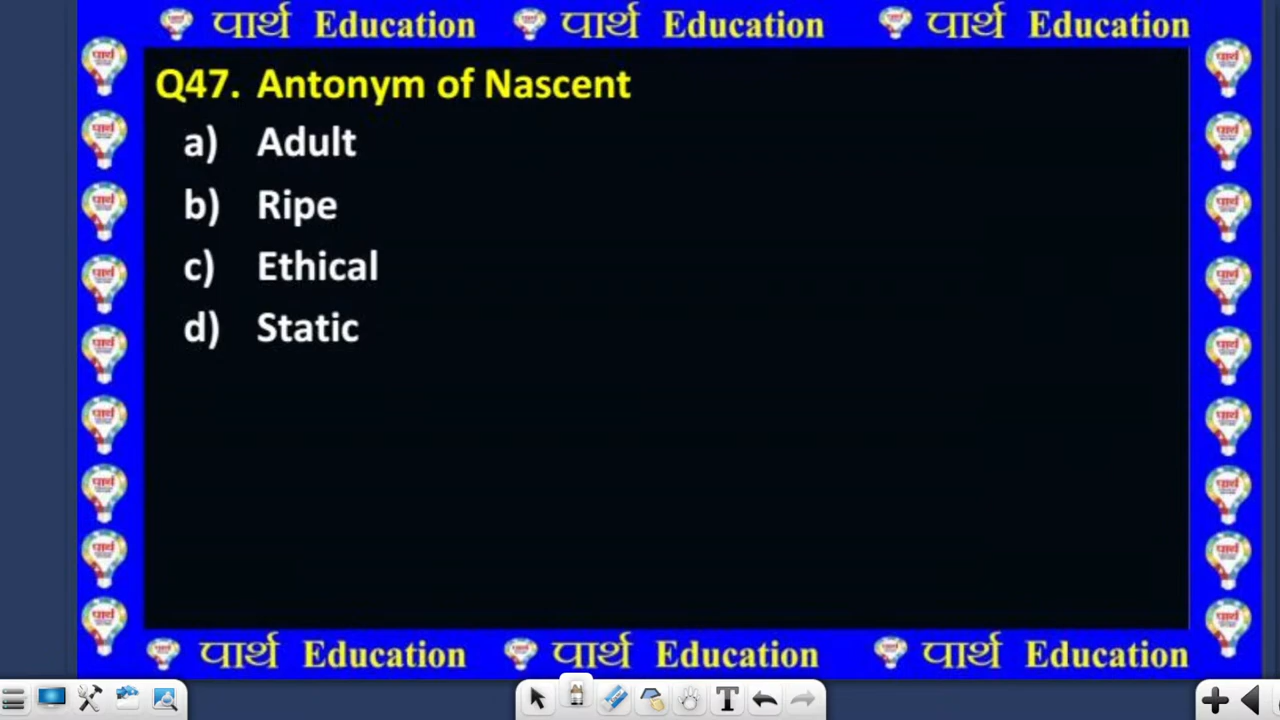 पार्थ Education पार्थ Education पार्थ Education
Q47. Antonym of Nascent
a) Adult
b) Ripe
c) Ethical
d) Static
पार्थ Education पार्थ Education पार्थ Education